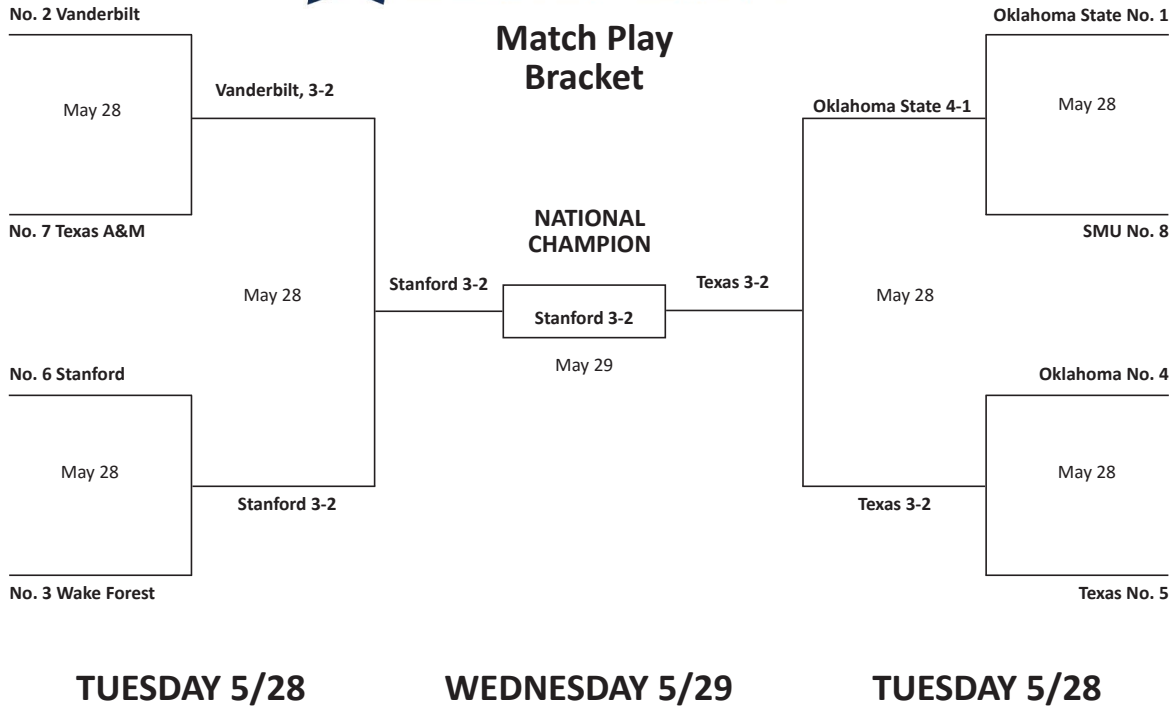 No. 2 Vanderbilt
Oklahoma State No. 1
Match Play
Bracket
Vanderbilt, 3-2
May 28
Oklahoma State 4-1
May 28
No. 7 Texas A&M
SMU No. 8
NATIONAL
CHAMPION
May 28
Stanford 3-2
Stanford 3-2
Texas 3-2
May 28
May 29
No. 6 Stanford
Oklahoma No. 4
May 28
May 28
Stanford 3-2
Texas 3-2
No. 3 Wake Forest
Texas No. 5
TUESDAY 5/28
WEDNESDAY 5/29
TUESDAY 5/28